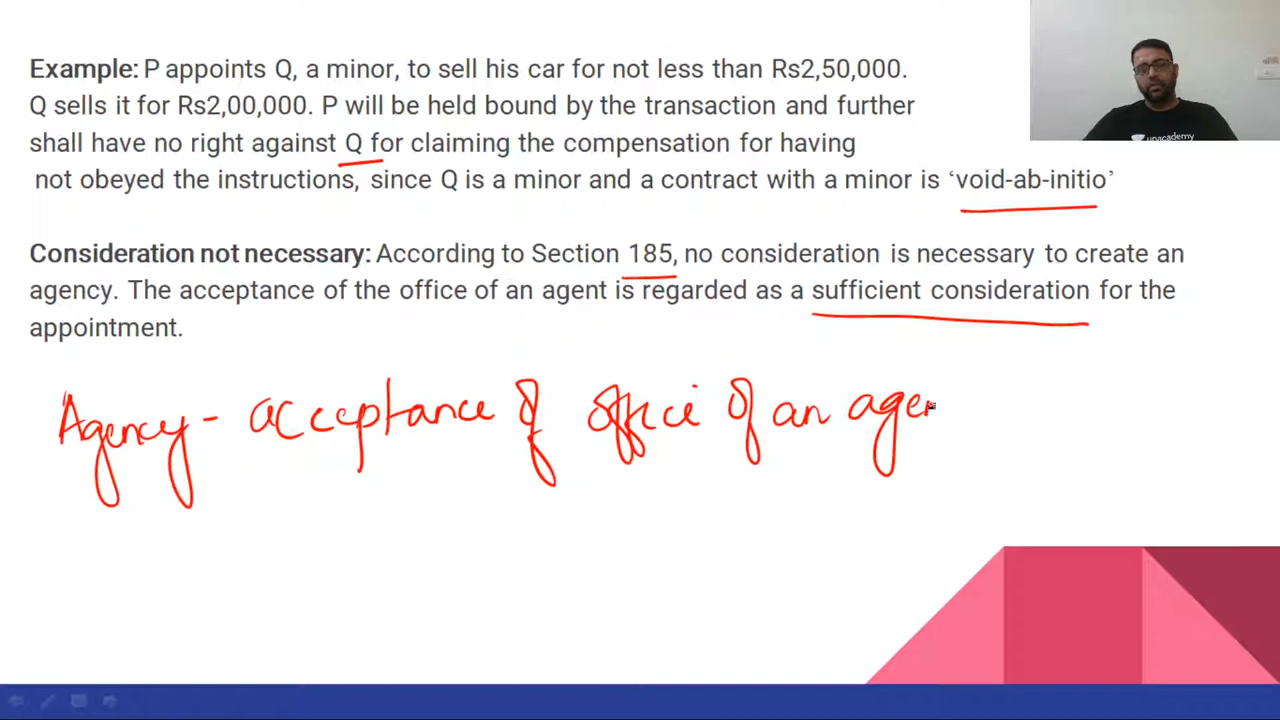 Example: P appoints Q, a minor, to sell his car for not less than Rs2,50,000.
Q sells it for Rs2,00,000. P will be held bound by the transaction and further
shall have no right against Q for claiming the compensation for having
not obeyed the instructions, since Q is a minor and a contract with a minor is ‘void-ab-initio’
unacademy
Consideration not necessary: According to Section 185, no consideration is necessary to create an
agency. The acceptance of the office of an agent is regarded as a sufficient consideration for the
appointment.
Agency - acceptance of office of an agen